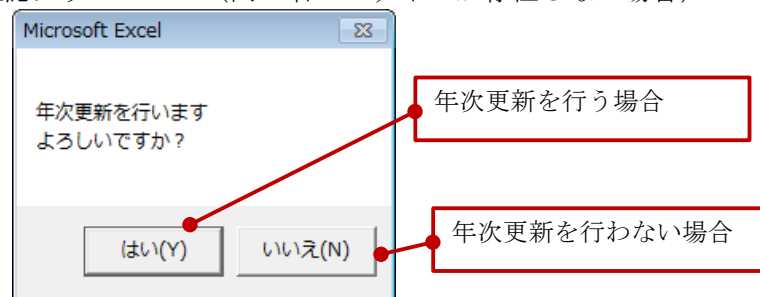 Microsoft Excel
年次更新を行います
よろしいですか？
年次更新を行う場合
はい(Y)
いいえ(N)
年次更新を行わない場合